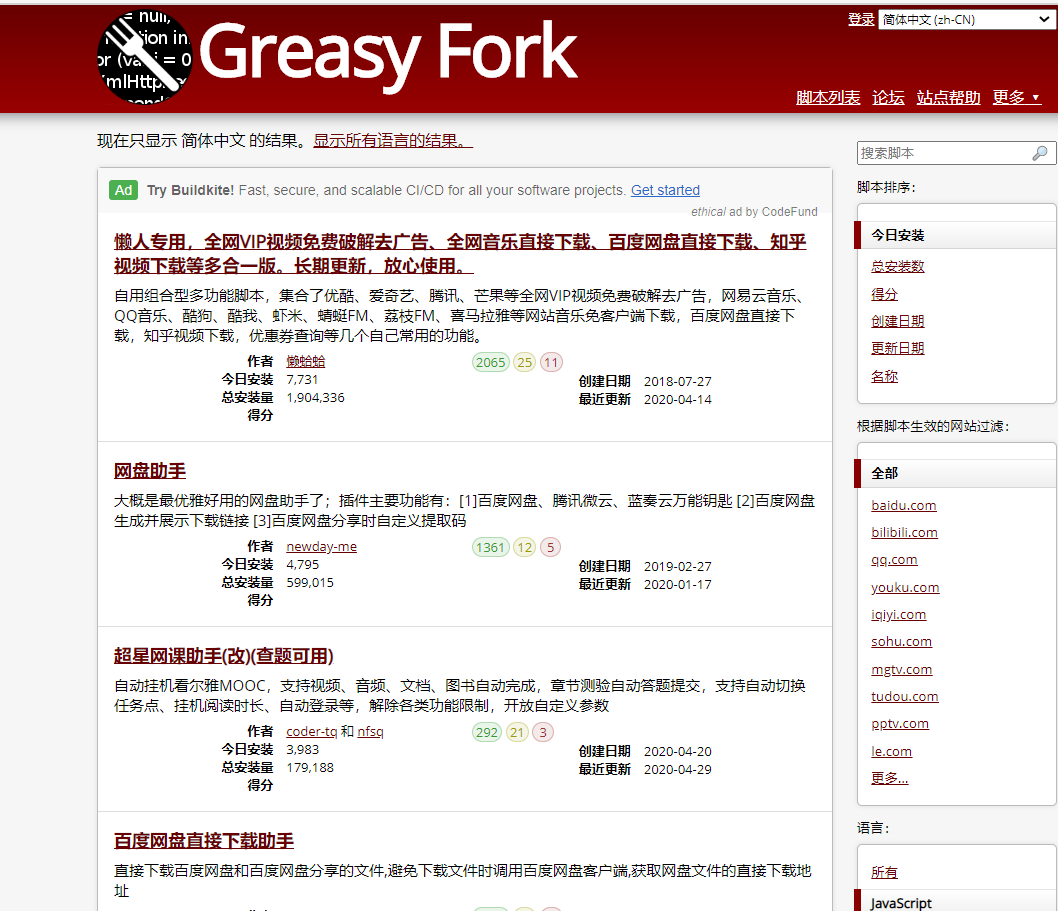 = null,
tion in
or (va i = 0
XmlHttp
Greasy Fork
登录 简体中文 (zh-CN)
脚本列表 论坛 站点帮助 更多 ▼
现在只显示 简体中文 的结果。显示所有语言的结果。
Ad Try Buildkite! Fast, secure, and scalable CI/CD for all your software projects. Get started
ethical ad by CodeFund
懒人专用，全网VIP视频免费破解去广告、全网音乐直接下载、百度网盘直接下载、知乎
视频下载等多合一版。长期更新，放心使用。
自用组合型多功能脚本，集合了优酷、爱奇艺、腾讯、芒果等全网VIP视频免费破解去广告，网易云音乐、
QQ音乐、酷狗、酷我、虾米、蜻蜓FM、荔枝FM、喜马拉雅等网站音乐免客户端下载，百度网盘直接下
载，知乎视频下载，优惠券查询等几个自己常用的功能。
作者 懒蛤蛤
今日安装 7,731
总安装量 1,904,336
得分
2065 25 11
创建日期 2018-07-27
最近更新 2020-04-14
网盘助手
大概是最优雅好用的网盘助手了；插件主要功能有：[1]百度网盘、腾讯微云、蓝奏云万能钥匙 [2]百度网盘
生成并展示下载链接 [3]百度网盘分享时自定义提取码
作者 newday-me
今日安装 4,795
总安装量 599,015
得分
1361 12 5
创建日期 2019-02-27
最近更新 2020-01-17
超星网课助手(改)(查题可用)
自动挂机看尔雅MOOC，支持视频、音频、文档、图书自动完成，章节测验自动答题提交，支持自动切换
任务点、挂机阅读时长、自动登录等，解除各类功能限制，开放自定义参数
作者 coder-tq 和 nfsq
今日安装 3,983
总安装量 179,188
得分
292 21 3
创建日期 2020-04-20
最近更新 2020-04-29
百度网盘直接下载助手
直接下载百度网盘和百度网盘分享的文件,避免下载文件时调用百度网盘客户端,获取网盘文件的直接下载地
址
搜索脚本
脚本排序：
今日安装
总安装数
得分
创建日期
更新日期
名称
根据脚本生效的网站过滤：
全部
baidu.com
bilibili.com
qq.com
youku.com
iqiyi.com
sohu.com
mgtv.com
tudou.com
pptv.com
le.com
更多...
语言：
所有
JavaScript